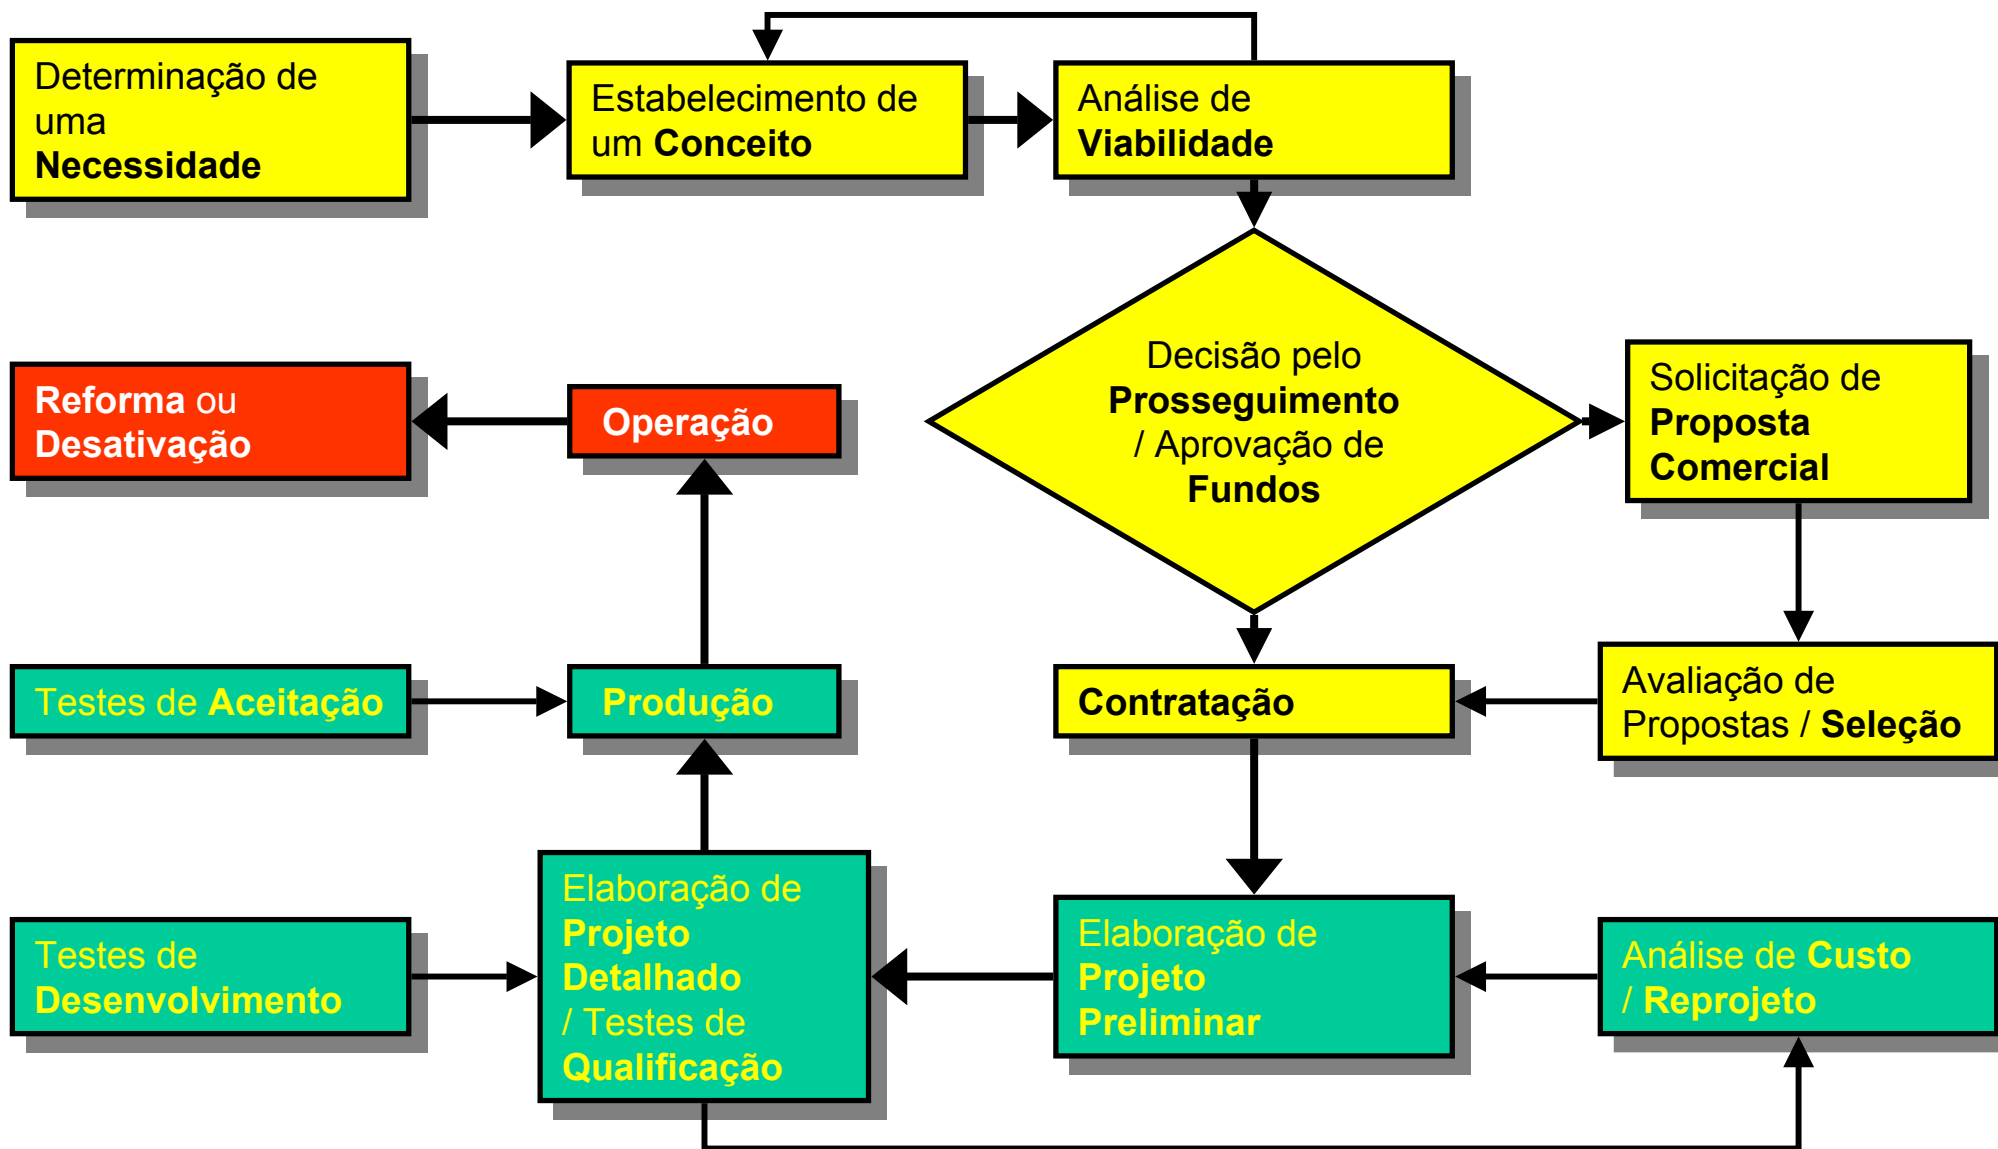 Determinação de
uma
Necessidade
Estabelecimento de
um Conceito
Análise de
Viabilidade
Decisão pelo
Prosseguimento
/ Aprovação de
Fundos
Solicitação de
Proposta
Comercial
Reforma ou
Desativação
Operação
Testes de Aceitação
Produção
Contratação
Avaliação de
Propostas / Seleção
Testes de
Desenvolvimento
Elaboração de
Projeto
Detalhado
/ Testes de
Qualificação
Elaboração de
Projeto
Preliminar
Análise de Custo
/ Reprojeto